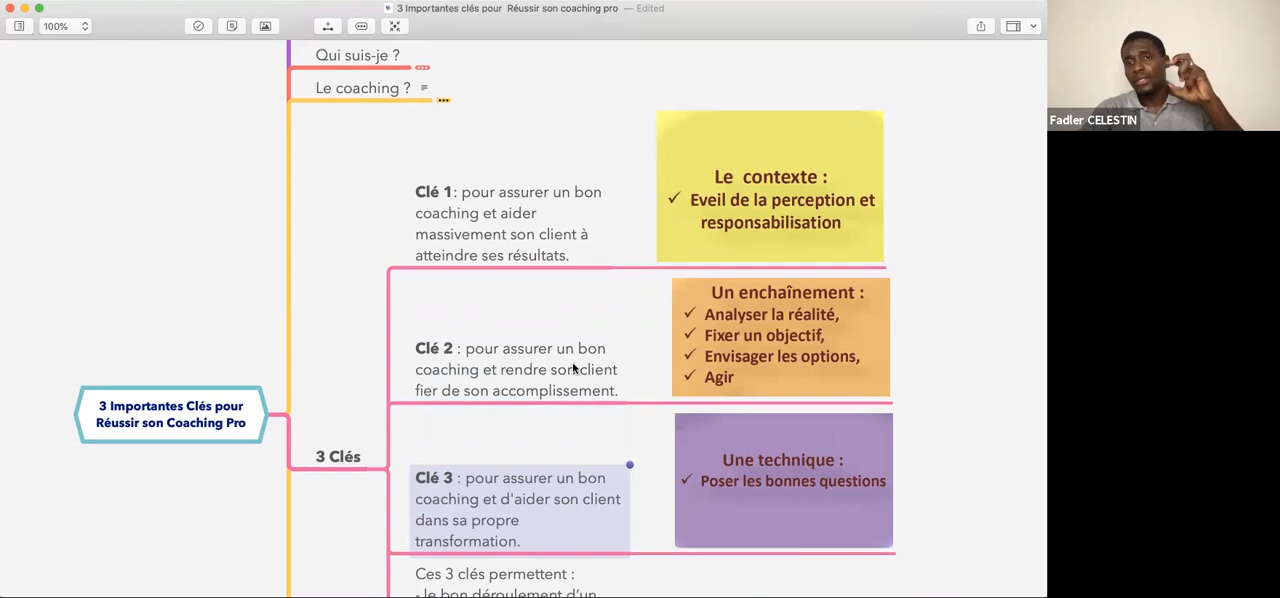 3 Importantes clés pour Réussir son coaching pro — Edited
100%
Qui suis-je ?
Le coaching ?
Fadler CELESTIN
Clé 1: pour assurer un bon
coaching et aider
massivement son client à
atteindre ses résultats.
Le contexte :
✓ Eveil de la perception et
responsabilisation
Clé 2 : pour assurer un bon
coaching et rendre son client
fier de son accomplissement.
Un enchaînement :
✓ Analyser la réalité,
✓ Fixer un objectif,
✓ Envisager les options,
✓ Agir
3 Importantes Clés pour
Réussir son Coaching Pro
3 Clés
Clé 3 : pour assurer un bon
coaching et d'aider son client
dans sa propre
transformation.
Une technique :
✓ Poser les bonnes questions
Ces 3 clés permettent :
- le bon déroulement d'un